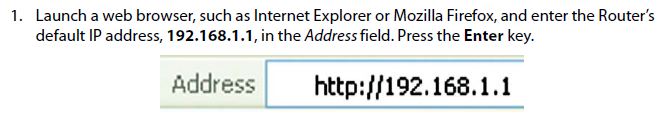 1. Launch a web browser, such as Internet Explorer or Mozilla Firefox, and enter the Router's
default IP address, 192.168.1.1, in the Address field. Press the Enter key.
Address http://192.168.1.1